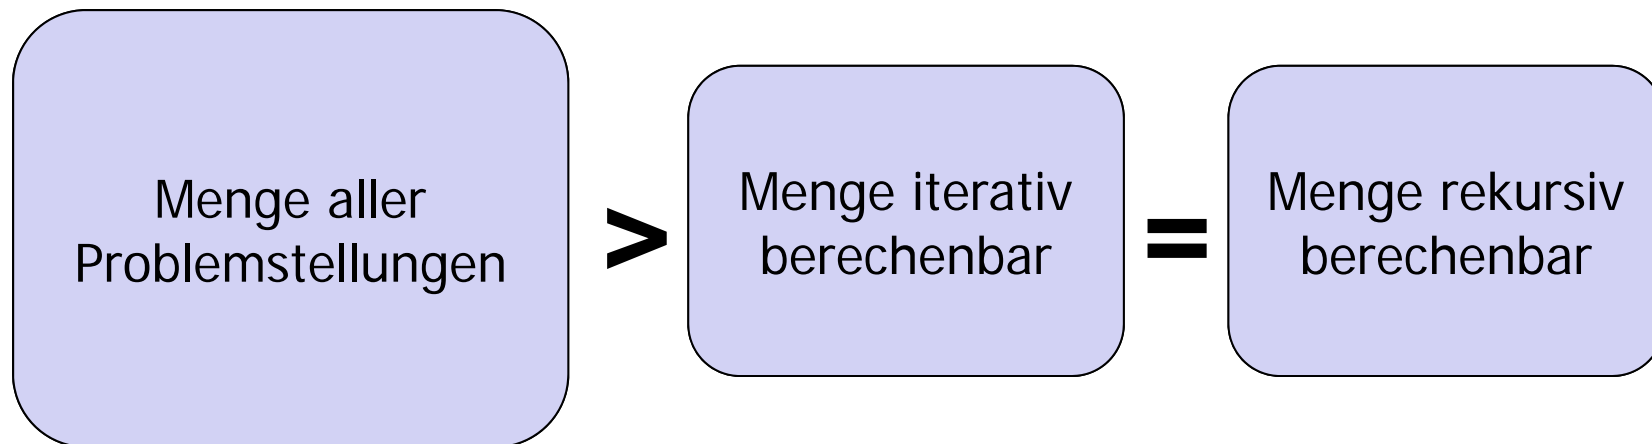 Menge aller
Problemstellungen
>
Menge iterativ
berechenbar
=
Menge rekursiv
berechenbar